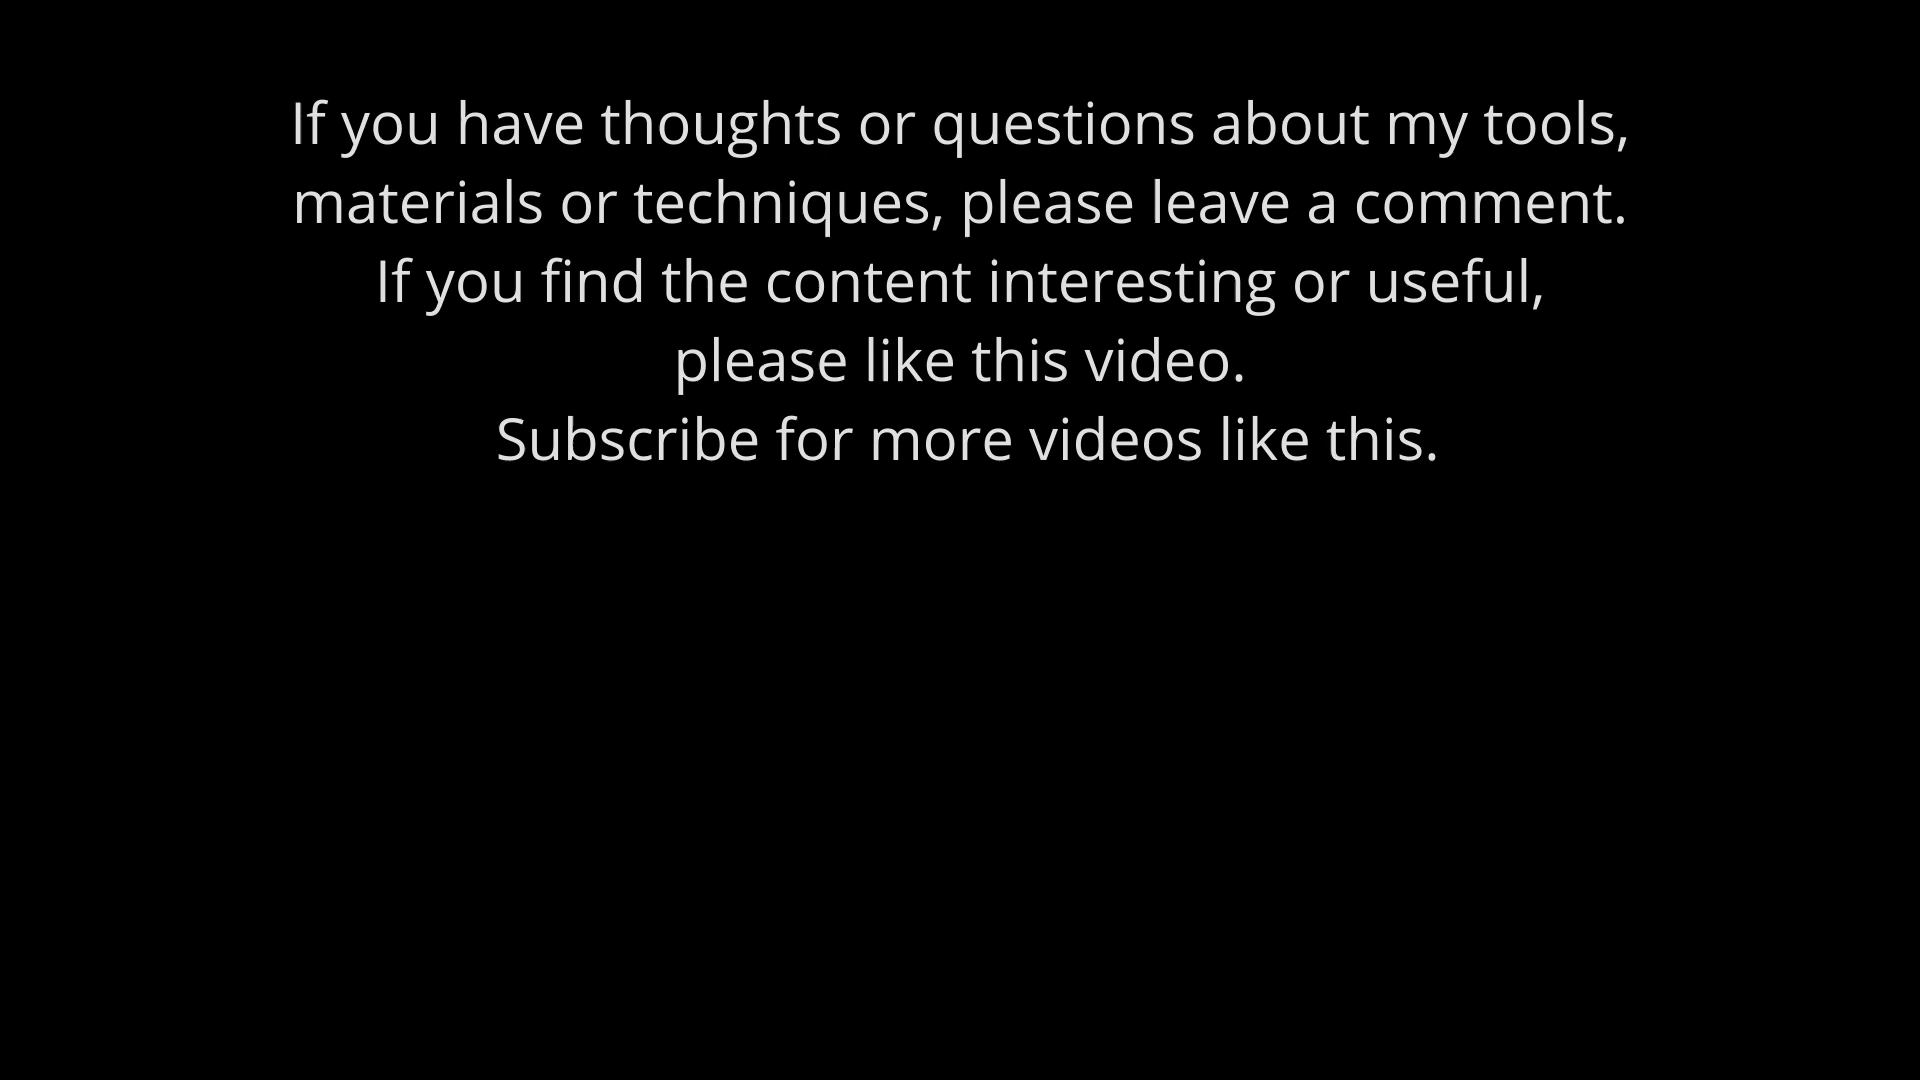 If you have thoughts or questions about my tools,
materials or techniques, please leave a comment.
If you find the content interesting or useful,
please like this video.
Subscribe for more videos like this.